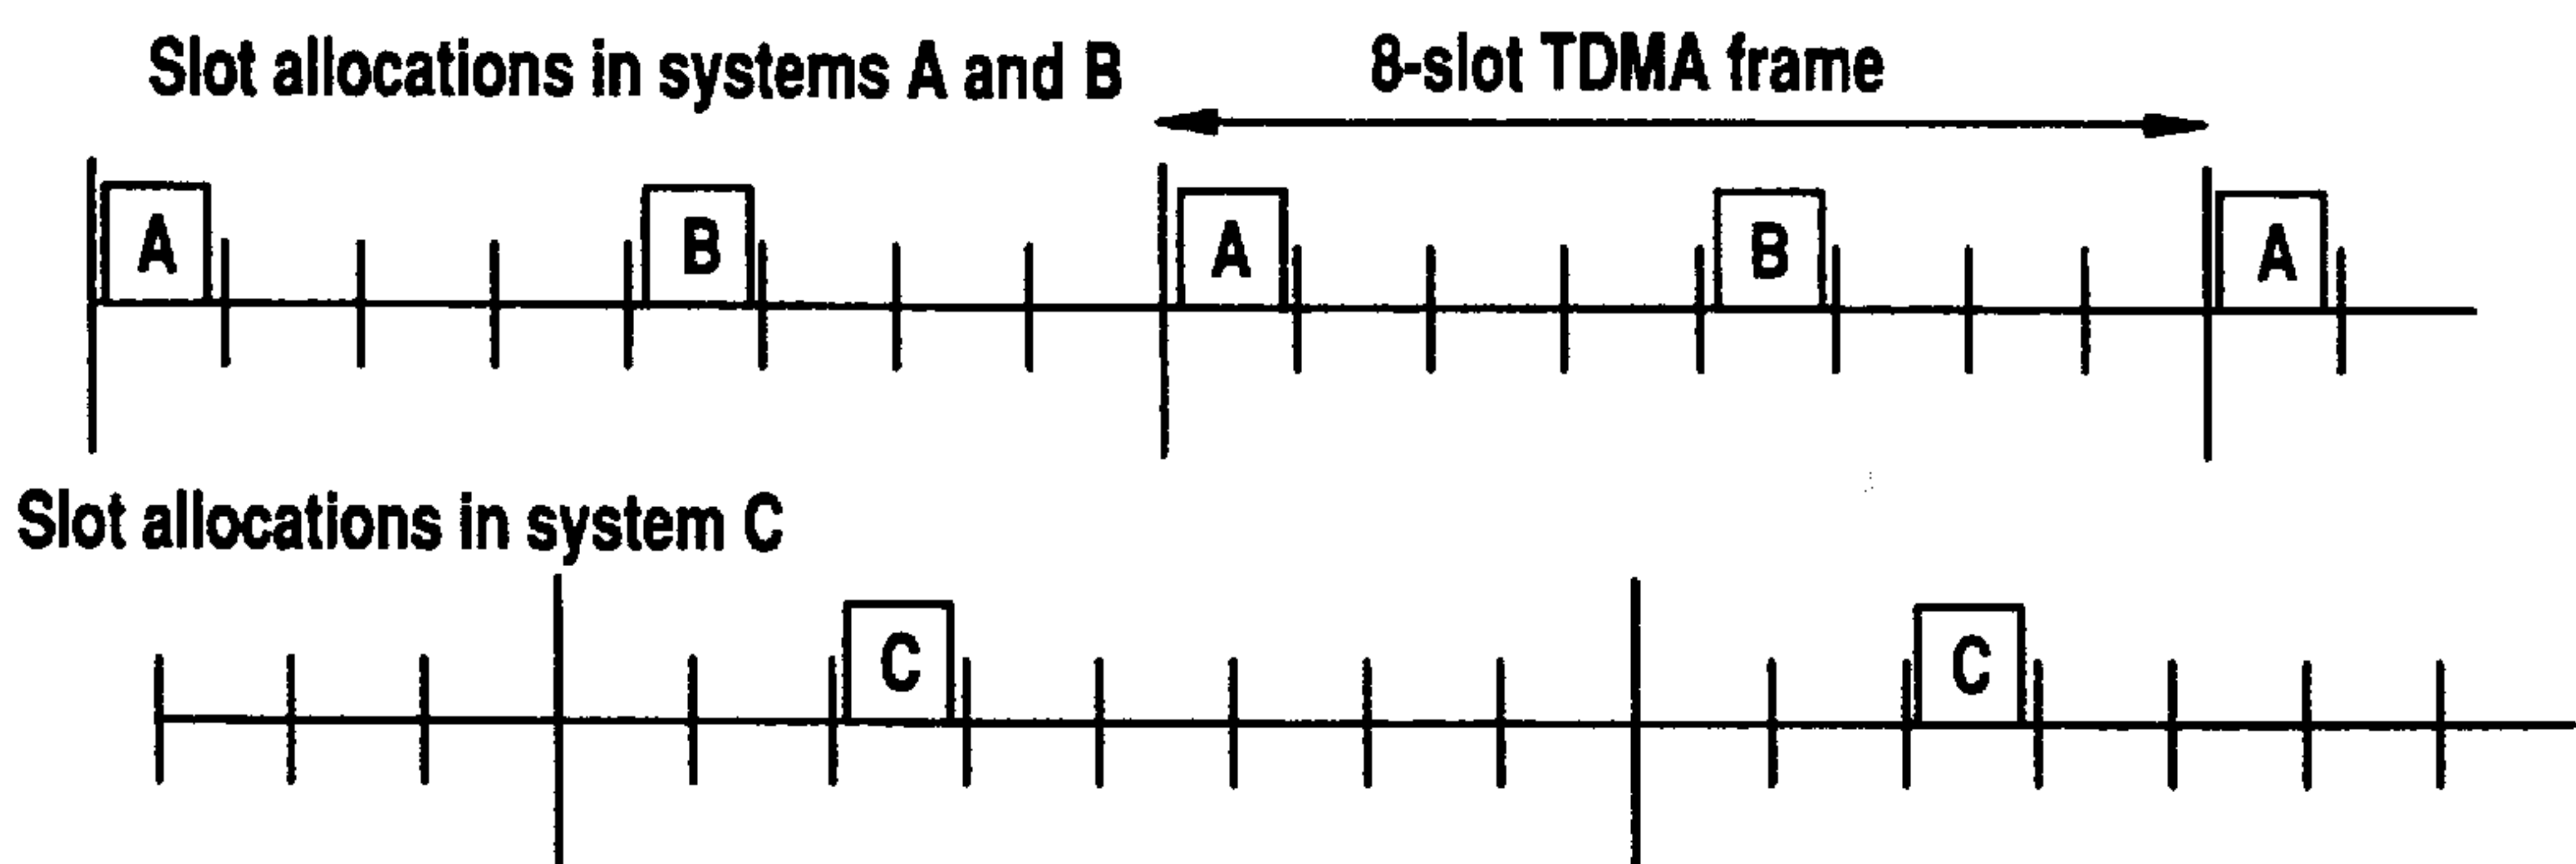 Slot allocations in systems A and B
8-slot TDMA frame
A B A B A
Slot allocations in system C
C C